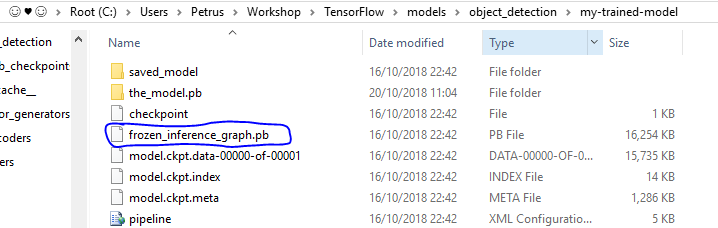 Root (C:) > Users > Petrus > Workshop > TensorFlow > models > object_detection > my-trained-model
Name Date modified Type Size
_detection
b_checkpoint
cache__
or_generators
coders
saved_model 16/10/2018 22:42 File folder
the_model.pb 20/10/2018 11:04 File folder
checkpoint 16/10/2018 22:42 File 1 KB
frozen_inference_graph.pb 16/10/2018 22:42 PB File 16,254 KB
model.ckpt.data-00000-of-00001 16/10/2018 22:42 DATA-00000-OF-0... 15,735 KB
model.ckpt.index 16/10/2018 22:42 INDEX File 14 KB
model.ckpt.meta 16/10/2018 22:42 META File 1,286 KB
pipeline 16/10/2018 22:42 XML Configuratio... 5 KB